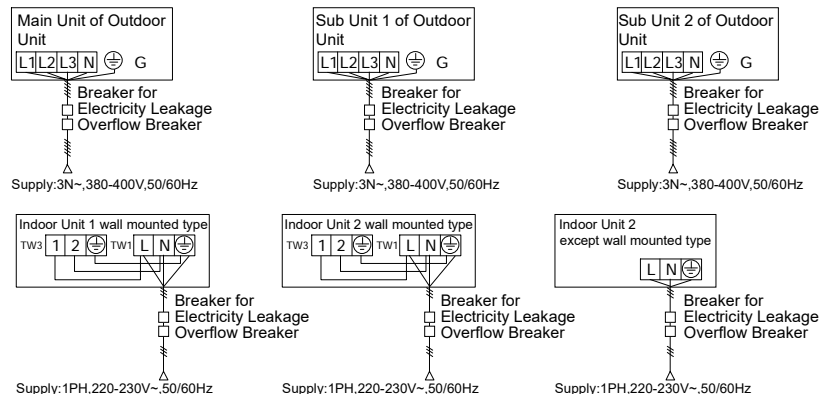 Main Unit of Outdoor
Unit
L1 L2 L3 N ⏚ G
Breaker for
Electricity Leakage
Overflow Breaker
Supply:3N~,380-400V,50/60Hz
Sub Unit 1 of Outdoor
Unit
L1 L2 L3 N ⏚ G
Breaker for
Electricity Leakage
Overflow Breaker
Supply:3N~,380-400V,50/60Hz
Sub Unit 2 of Outdoor
Unit
L1 L2 L3 N ⏚ G
Breaker for
Electricity Leakage
Overflow Breaker
Supply:3N~,380-400V,50/60Hz
Indoor Unit 1 wall mounted type
TW3 1 2 ⏚ TW1 L N ⏚
Breaker for
Electricity Leakage
Overflow Breaker
Supply:1PH,220-230V~,50/60Hz
Indoor Unit 2 wall mounted type
TW3 1 2 ⏚ TW1 L N ⏚
Breaker for
Electricity Leakage
Overflow Breaker
Supply:1PH,220-230V~,50/60Hz
Indoor Unit 2
except wall mounted type
L N ⏚
Breaker for
Electricity Leakage
Overflow Breaker
Supply:1PH,220-230V~,50/60Hz